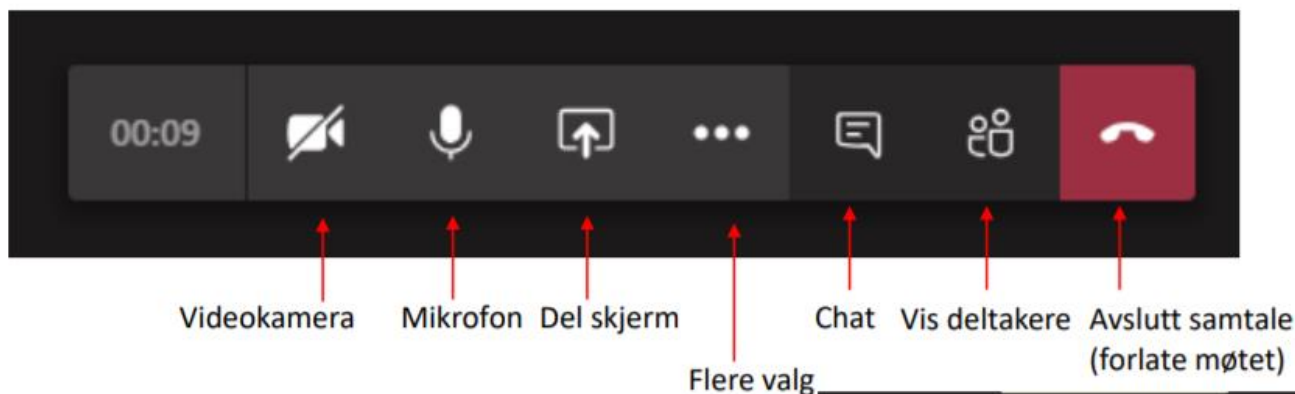 00:09
Videokamera
Mikrofon
Del skjerm
Chat
Vis deltakere
Avslutt samtale
(forlate møtet)
Flere valg